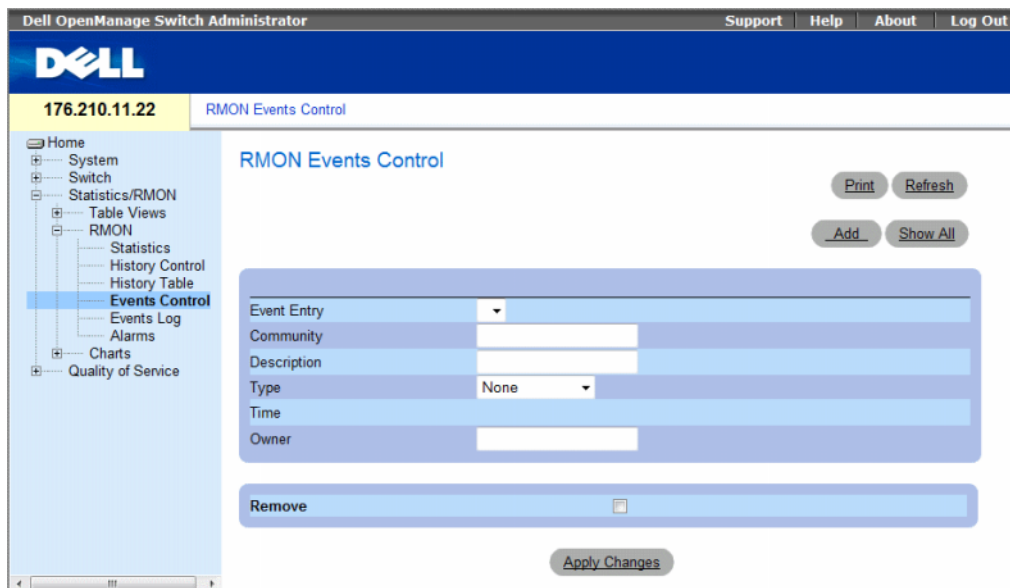 Dell OpenManage Switch Administrator
Support Help About Log Out
DELL
176.210.11.22
RMON Events Control
Home
System
Switch
Statistics/RMON
Table Views
RMON
Statistics
History Control
History Table
Events Control
Events Log
Alarms
Charts
Quality of Service
RMON Events Control
Print Refresh
Add Show All
Event Entry
Community
Description
Type None
Time
Owner
Remove
Apply Changes